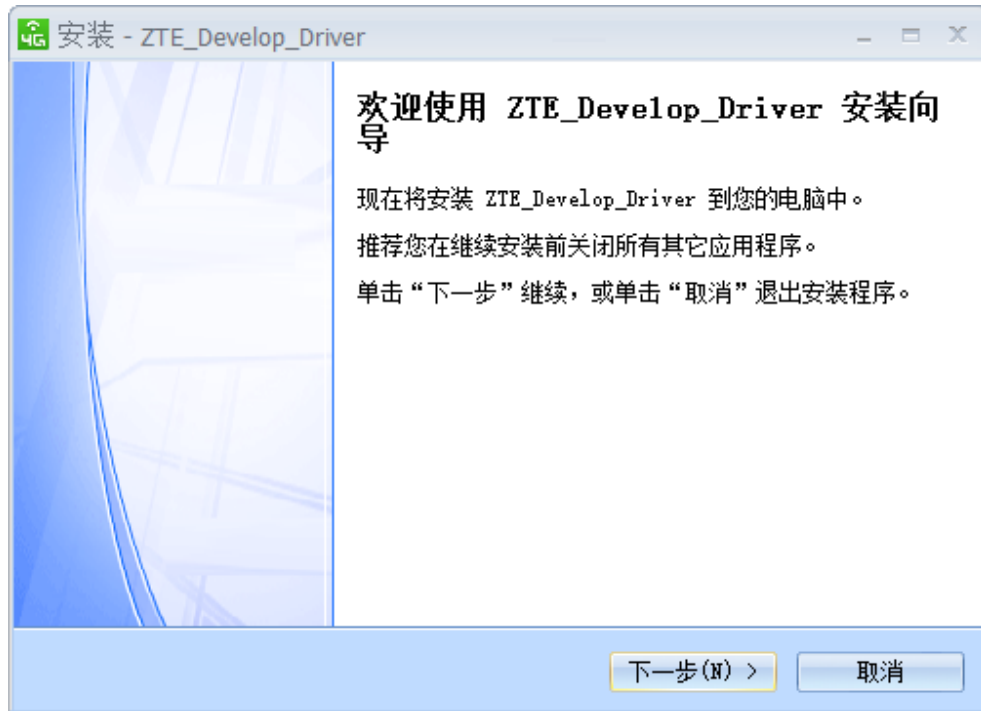 4G 安装 - ZTE_Develop_Driver
欢迎使用 ZTE_Develop_Driver 安装向
导
现在将安装 ZTE_Develop_Driver 到您的电脑中。
推荐您在继续安装前关闭所有其它应用程序。
单击“下一步”继续，或单击“取消”退出安装程序。
下一步(N) > 取消